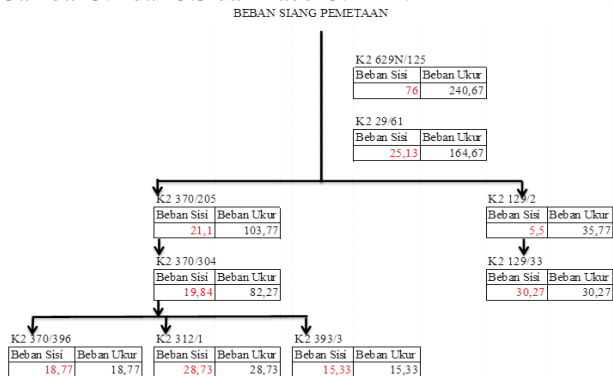 BEBAN SIANG PEMETAAN
K2 629N/125
Beban Sisi Beban Ukur
76 240,67
K2 29/61
Beban Sisi Beban Ukur
25,13 164,67
K2 370/205
Beban Sisi Beban Ukur
21,1 103,77
K2 129/2
Beban Sisi Beban Ukur
5,5 35,77
K2 370/304
Beban Sisi Beban Ukur
19,84 82,27
K2 129/33
Beban Sisi Beban Ukur
30,27 30,27
K2 370/396
Beban Sisi Beban Ukur
18,77 18,77
K2 312/1
Beban Sisi Beban Ukur
28,73 28,73
K2 393/3
Beban Sisi Beban Ukur
15,33 15,33